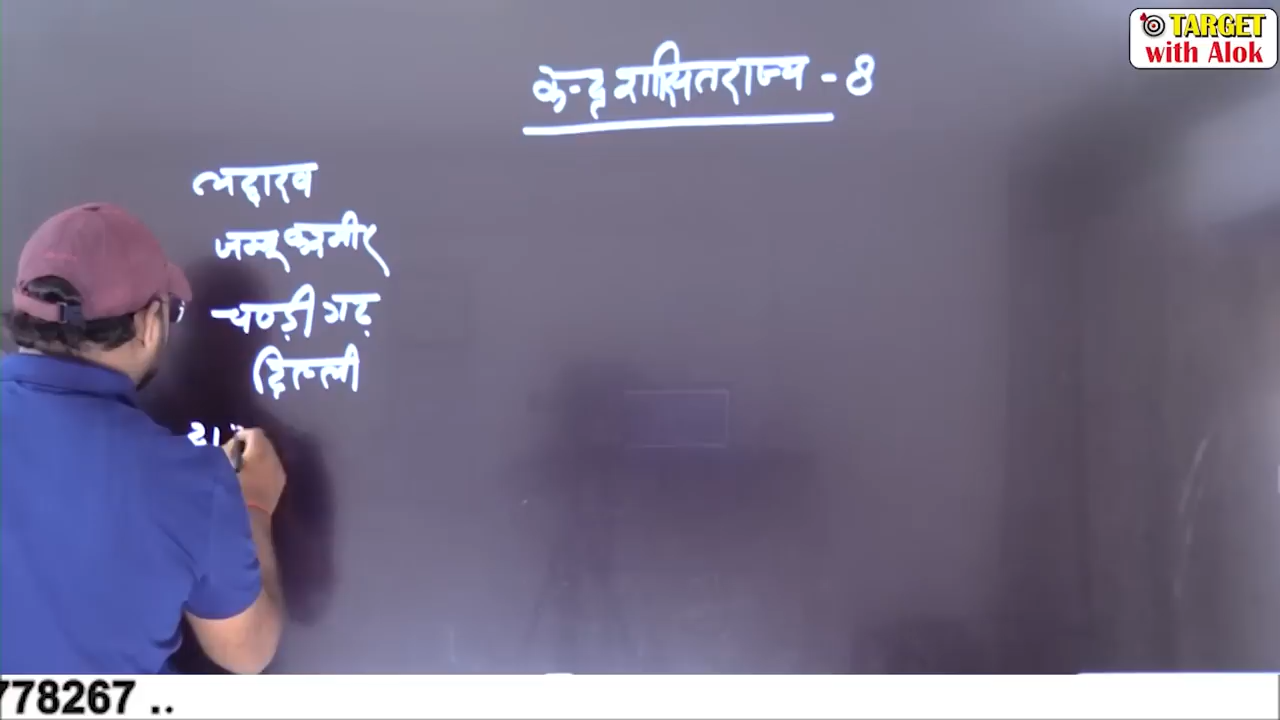 TARGET
with Alok
केन्द्र शासित राज्य - 8
लद्दाख
जम्मू कश्मीर
चण्डीगढ़
दिल्ली
778267 ..